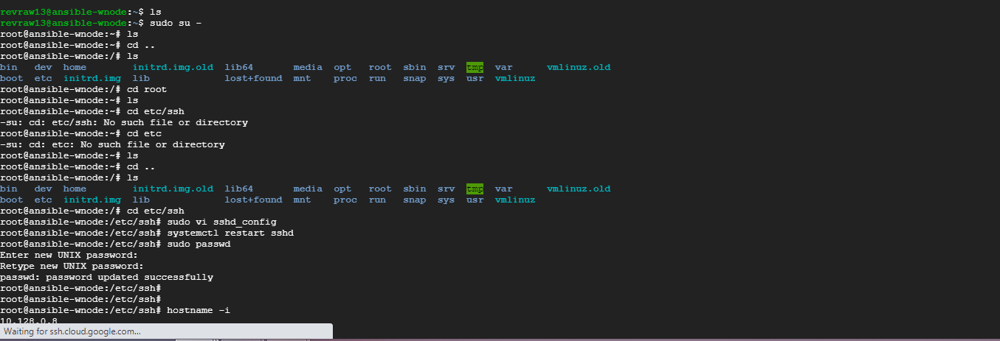 revraw13@ansible-wnode:~$ ls
revraw13@ansible-wnode:~$ sudo su -
root@ansible-wnode:~# ls
root@ansible-wnode:~# cd ..
root@ansible-wnode:/# ls
bin dev home initrd.img.old lib64 media opt root sbin srv tmp var vmlinuz.old
boot etc initrd.img lib lost+found mnt proc run snap sys usr vmlinuz
root@ansible-wnode:/# cd root
root@ansible-wnode:~# ls
root@ansible-wnode:~# cd etc/ssh
-su: cd: etc/ssh: No such file or directory
root@ansible-wnode:~# cd etc
-su: cd: etc: No such file or directory
root@ansible-wnode:~# ls
root@ansible-wnode:~# cd ..
root@ansible-wnode:/# ls
bin dev home initrd.img.old lib64 media opt root sbin srv tmp var vmlinuz.old
boot etc initrd.img lib lost+found mnt proc run snap sys usr vmlinuz
root@ansible-wnode:/# cd etc/ssh
root@ansible-wnode:/etc/ssh# sudo vi sshd_config
root@ansible-wnode:/etc/ssh# systemctl restart sshd
root@ansible-wnode:/etc/ssh# sudo passwd
Enter new UNIX password:
Retype new UNIX password:
passwd: password updated successfully
root@ansible-wnode:/etc/ssh#
root@ansible-wnode:/etc/ssh#
root@ansible-wnode:/etc/ssh# hostname -i
10.128.0.8
Waiting for ssh.cloud.google.com...